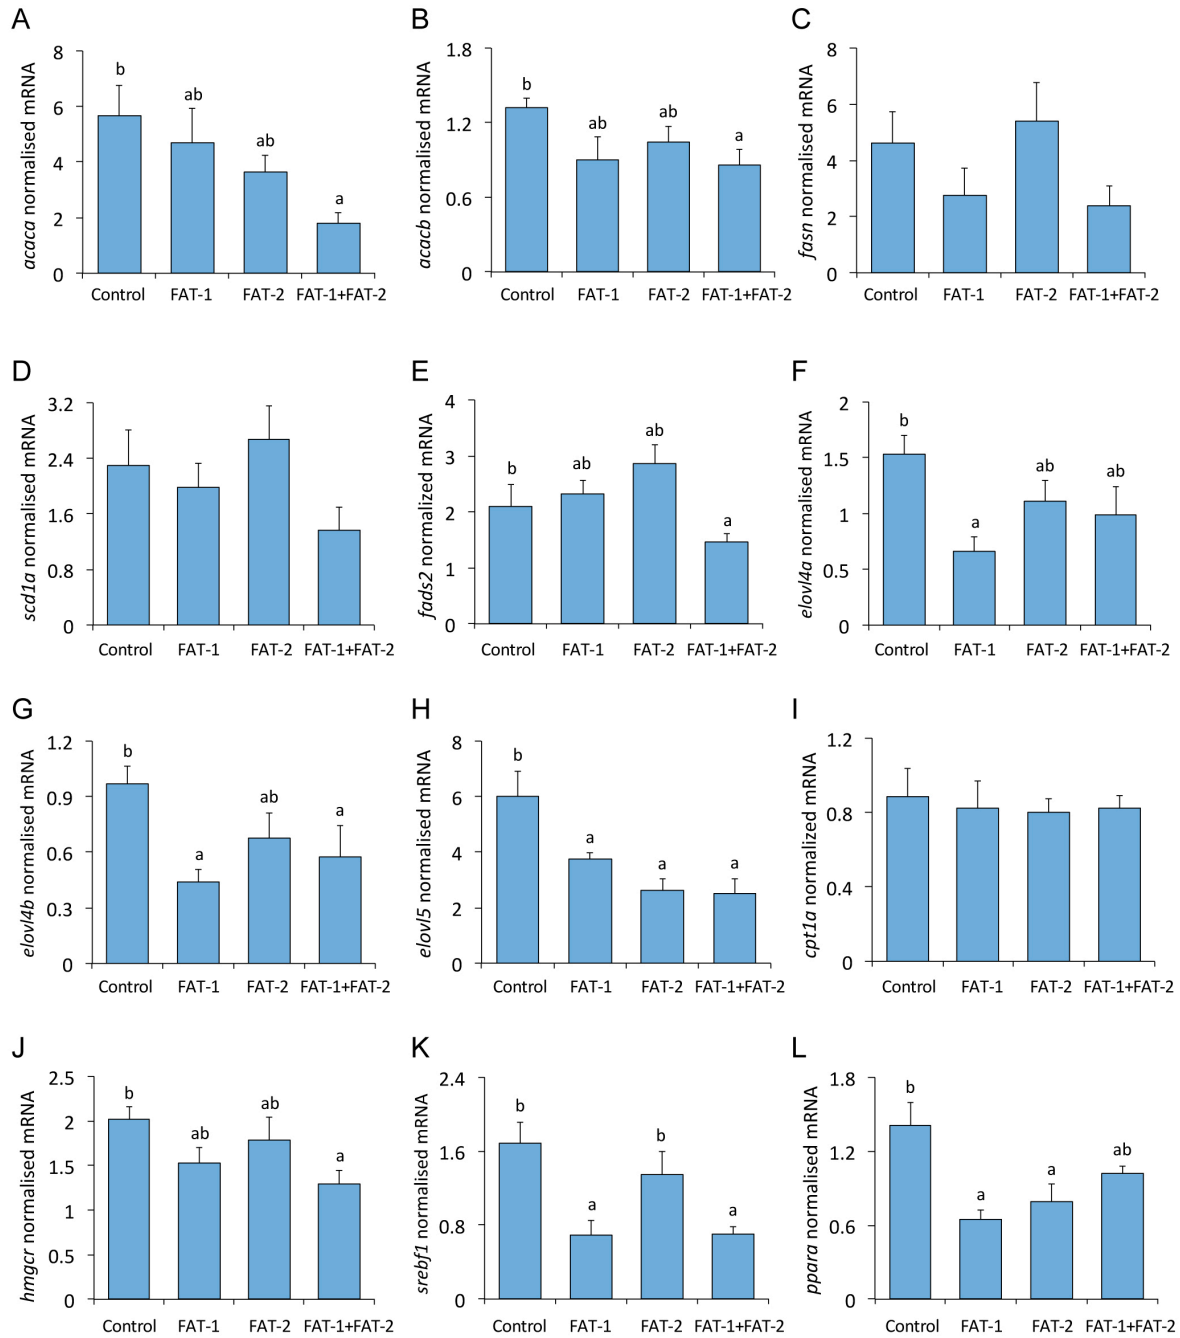 A
acaca normalised mRNA
8
6
4
2
0
b
ab
ab
a
Control FAT-1 FAT-2 FAT-1+FAT-2
B
acacb normalised mRNA
1.8
1.2
0.6
0
b
ab
ab
a
Control FAT-1 FAT-2 FAT-1+FAT-2
C
fasn normalised mRNA
8
6
4
2
0
Control FAT-1 FAT-2 FAT-1+FAT-2
D
scd1a normalised mRNA
3.2
2.4
1.6
0.8
0
Control FAT-1 FAT-2 FAT-1+FAT-2
E
fads2 normalized mRNA
4
3
2
1
0
b
ab
ab
a
Control FAT-1 FAT-2 FAT-1+FAT-2
F
elovl4a normalised mRNA
2
1.5
1
0.5
0
b
a
ab
ab
Control FAT-1 FAT-2 FAT-1+FAT-2
G
elovl4b normalised mRNA
1.2
0.9
0.6
0.3
0
b
a
ab
a
Control FAT-1 FAT-2 FAT-1+FAT-2
H
elovl5 normalised mRNA
8
6
4
2
0
b
a
a
a
Control FAT-1 FAT-2 FAT-1+FAT-2
I
cpt1a normalized mRNA
1.2
0.8
0.4
0
Control FAT-1 FAT-2 FAT-1+FAT-2
J
hmgcr normalised mRNA
2.5
2
1.5
1
0.5
0
b
ab
ab
a
Control FAT-1 FAT-2 FAT-1+FAT-2
K
srebf1 normalised mRNA
2.4
1.6
0.8
0
b
a
b
a
Control FAT-1 FAT-2 FAT-1+FAT-2
L
ppara normalised mRNA
1.8
1.2
0.6
0
b
a
a
ab
Control FAT-1 FAT-2 FAT-1+FAT-2